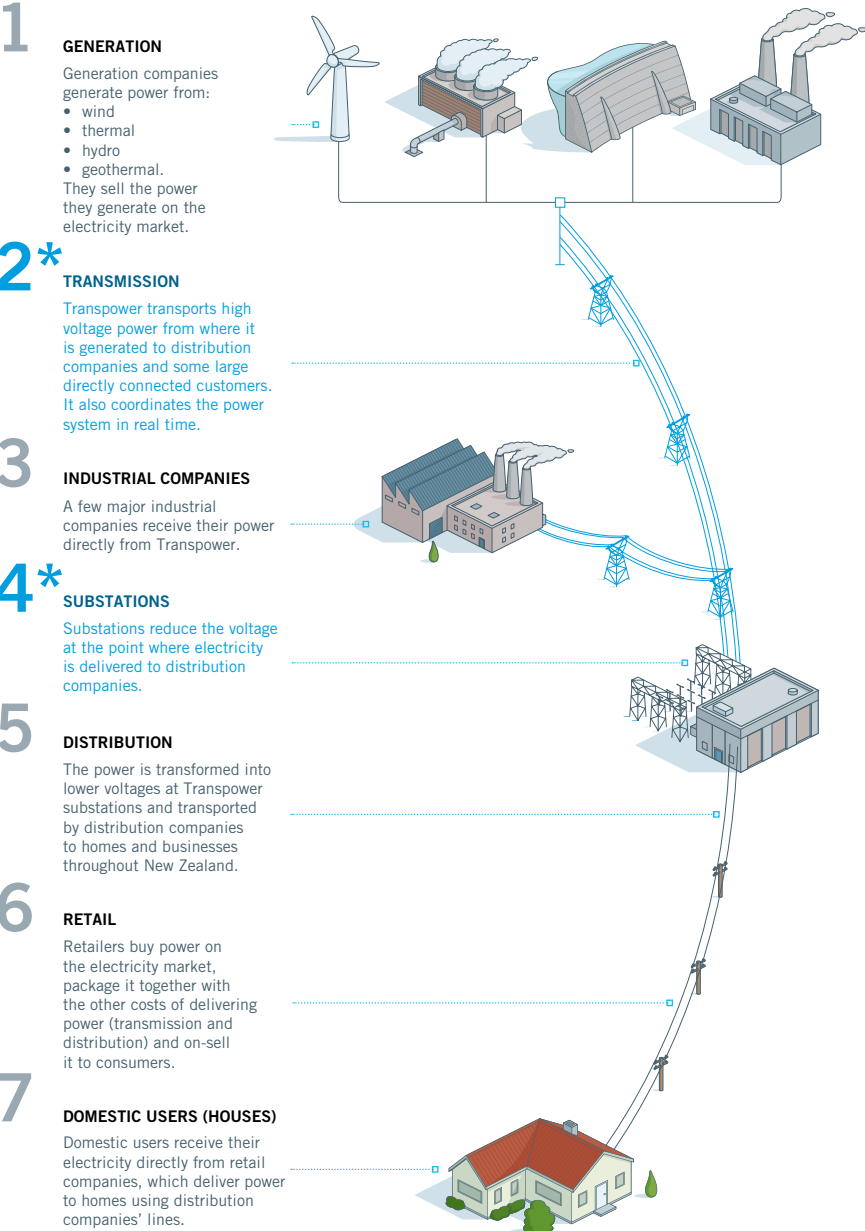 1
GENERATION
Generation companies
generate power from:
• wind
• thermal
• hydro
• geothermal.
They sell the power
they generate on the
electricity market.
2*
TRANSMISSION
Transpower transports high
voltage power from where it
is generated to distribution
companies and some large
directly connected customers.
It also coordinates the power
system in real time.
3
INDUSTRIAL COMPANIES
A few major industrial
companies receive their power
directly from Transpower.
4*
SUBSTATIONS
Substations reduce the voltage
at the point where electricity
is delivered to distribution
companies.
5
DISTRIBUTION
The power is transformed into
lower voltages at Transpower
substations and transported
by distribution companies
to homes and businesses
throughout New Zealand.
6
RETAIL
Retailers buy power on
the electricity market,
package it together with
the other costs of delivering
power (transmission and
distribution) and on-sell
it to consumers.
7
DOMESTIC USERS (HOUSES)
Domestic users receive their
electricity directly from retail
companies, which deliver power
to homes using distribution
companies' lines.